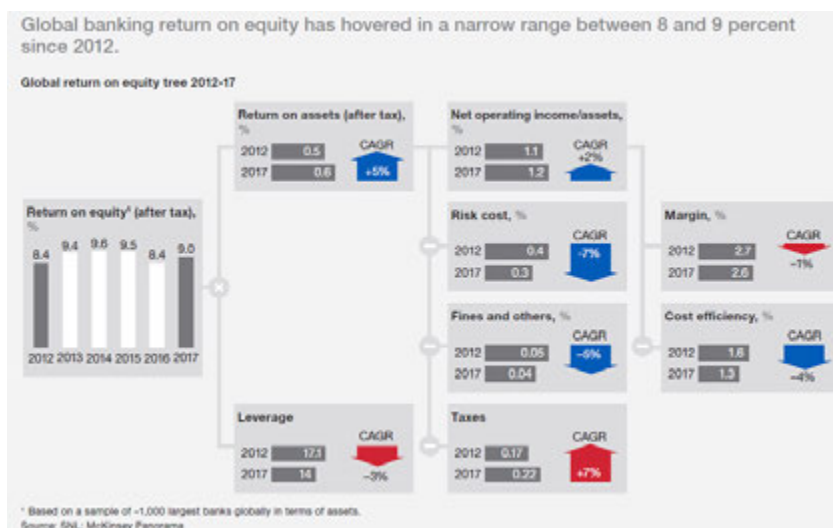 Global banking return on equity has hovered in a narrow range between 8 and 9 percent
since 2012.
Global return on equity tree 2012-17
Return on equity¹ (after tax),
%
8.4 9.4 9.6 9.5 8.4 9.0
2012 2013 2014 2015 2016 2017
Return on assets (after tax),
%
CAGR
2012 0.5
2017 0.6
+5%
Leverage
CAGR
2012 17.1
2017 14
-3%
Net operating income/assets,
%
CAGR
+2%
2012 1.1
2017 1.2
Risk cost, %
CAGR
2012 0.4
-7%
2017 0.3
Fines and others, %
CAGR
2012 0.05
2017 0.04
Taxes
CAGR
2012 0.17
2017 0.22
+7%
Margin, %
CAGR
2012 2.7
2017 2.6
-1%
Cost efficiency, %
CAGR
2012 1.6
2017 1.3
-4%
¹ Based on a sample of ~1,000 largest banks globally in terms of assets.
Source: SNL; McKinsey Panorama